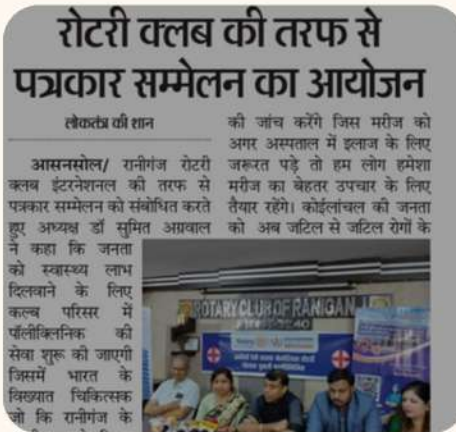 रोटरी क्लब की तरफ से
पत्रकार सम्मेलन का आयोजन
लोकतंत्र की शान
आसनसोल/ रानीगंज रोटरी
क्लब इंटरनेशनल की तरफ से
पत्रकार सम्मेलन को संबोधित करते
हुए अध्यक्ष डॉ सुमित अग्रवाल
ने कहा कि जनता
को स्वास्थ्य लाभ
दिलवाने के लिए
कल्ब परिसर में
पॉलीक्लिनिक की
सेवा शुरू की जाएगी
जिसमें भारत के
विख्यात चिकित्सक
जो कि रानीगंज के
की जांच करेंगे जिस मरीज को
अगर अस्पताल में इलाज के लिए
जरूरत पड़े तो हम लोग हमेशा
मरीज का बेहतर उपचार के लिए
तैयार रहेंगे। कोईलांचल की जनता
को अब जटिल से जटिल रोगों के
ROTARY CLUB OF RANIGANJ